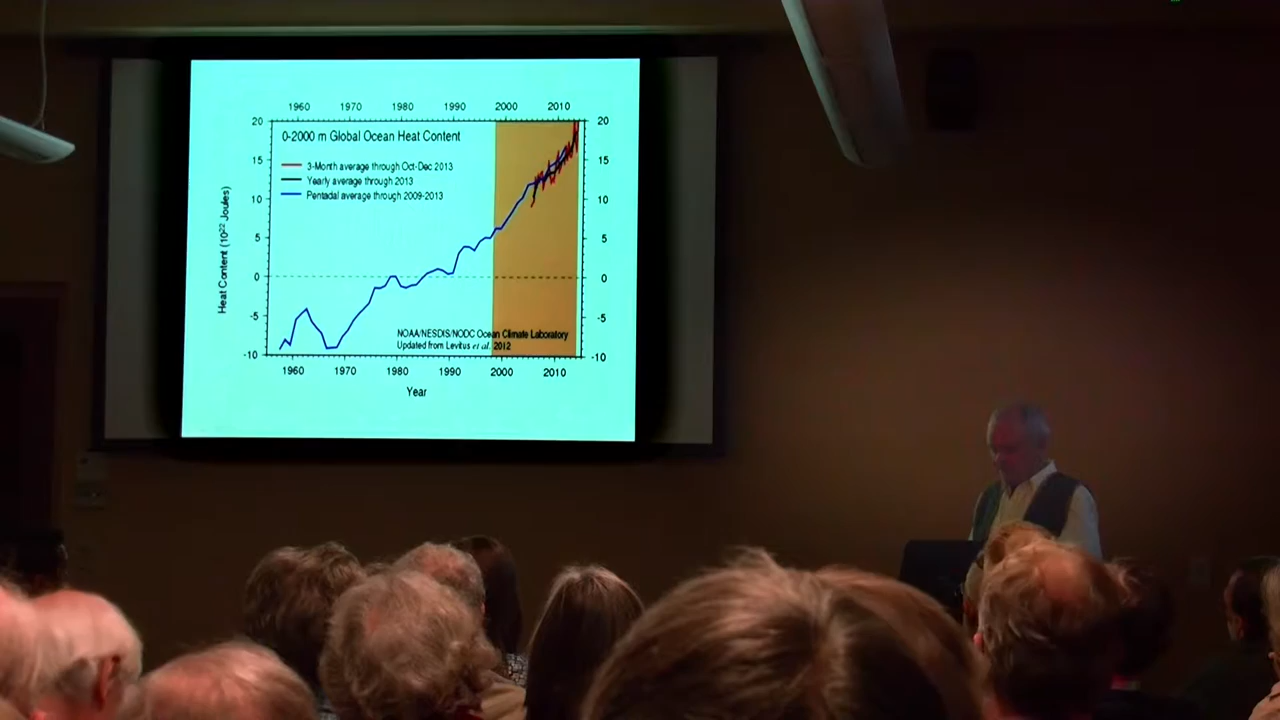 1960 1970 1980 1990 2000 2010
20 20
0-2000 m Global Ocean Heat Content
3-Month average through Oct-Dec 2013
Yearly average through 2013
Pentadal average through 2009-2013
15 15
10 10
5 5
0 0
-5 -5
-10 -10
Heat Content (10²² Joules)
NOAA/NESDIS/NODC Ocean Climate Laboratory
Updated from Levitus et al. 2012
1960 1970 1980 1990 2000 2010
Year